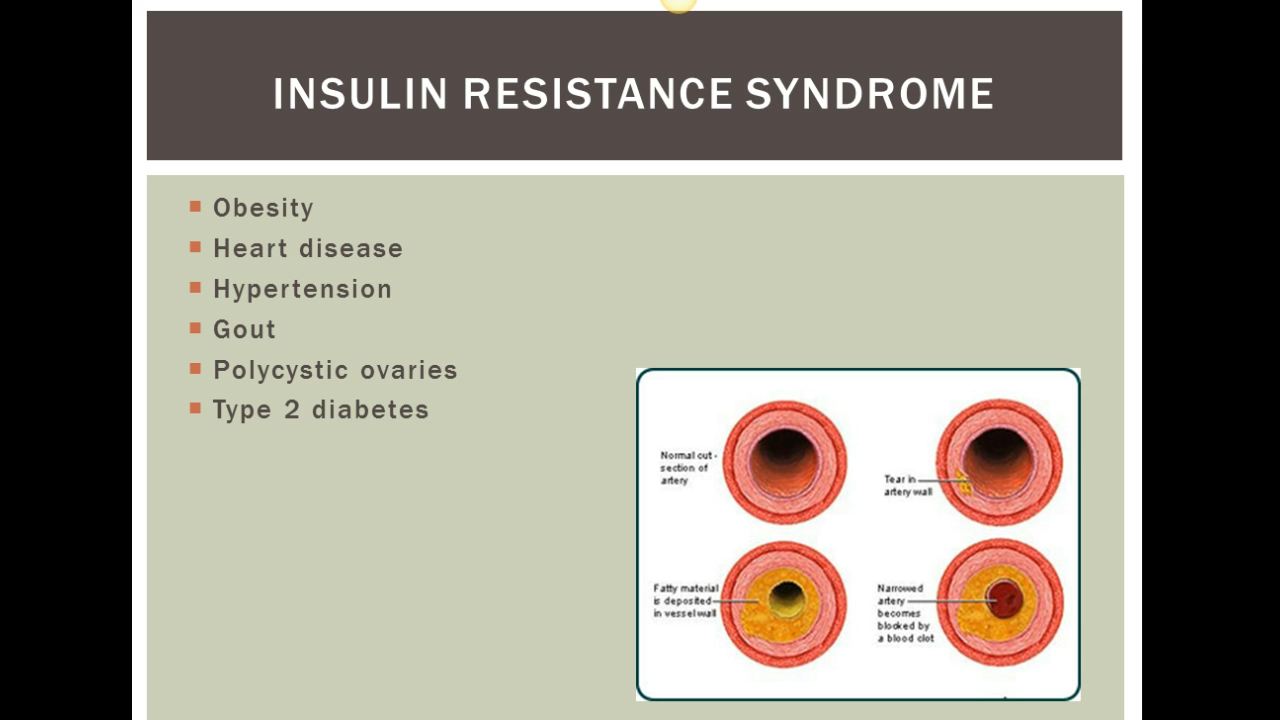 INSULIN RESISTANCE SYNDROME
Obesity
Heart disease
Hypertension
Gout
Polycystic ovaries
Type 2 diabetes
Normal cut-
section of
artery
Tear in
artery wall
Fatty material
is deposited
in vessel wall
Narrowed
artery
becomes
blocked by
a blood clot